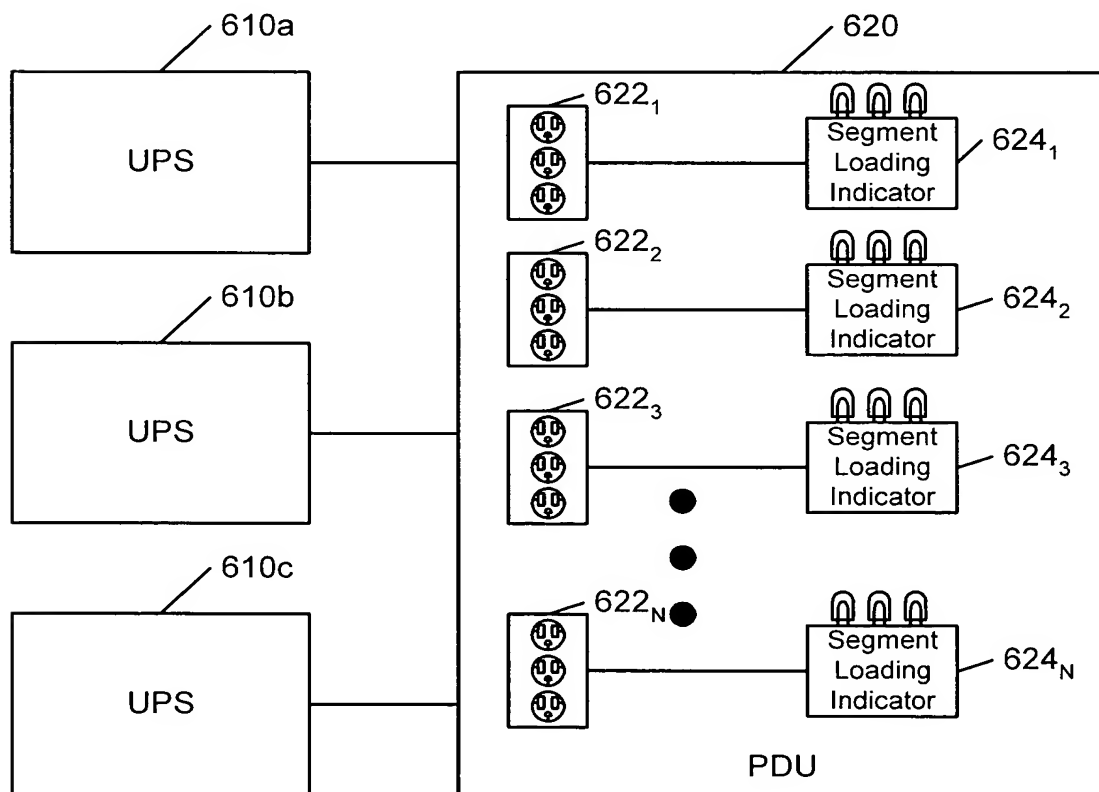 610a
620
UPS
622₁
Segment
Loading
Indicator
624₁
610b
622₂
Segment
Loading
Indicator
624₂
UPS
622₃
Segment
Loading
Indicator
624₃
610c
622N
Segment
Loading
Indicator
624N
UPS
PDU